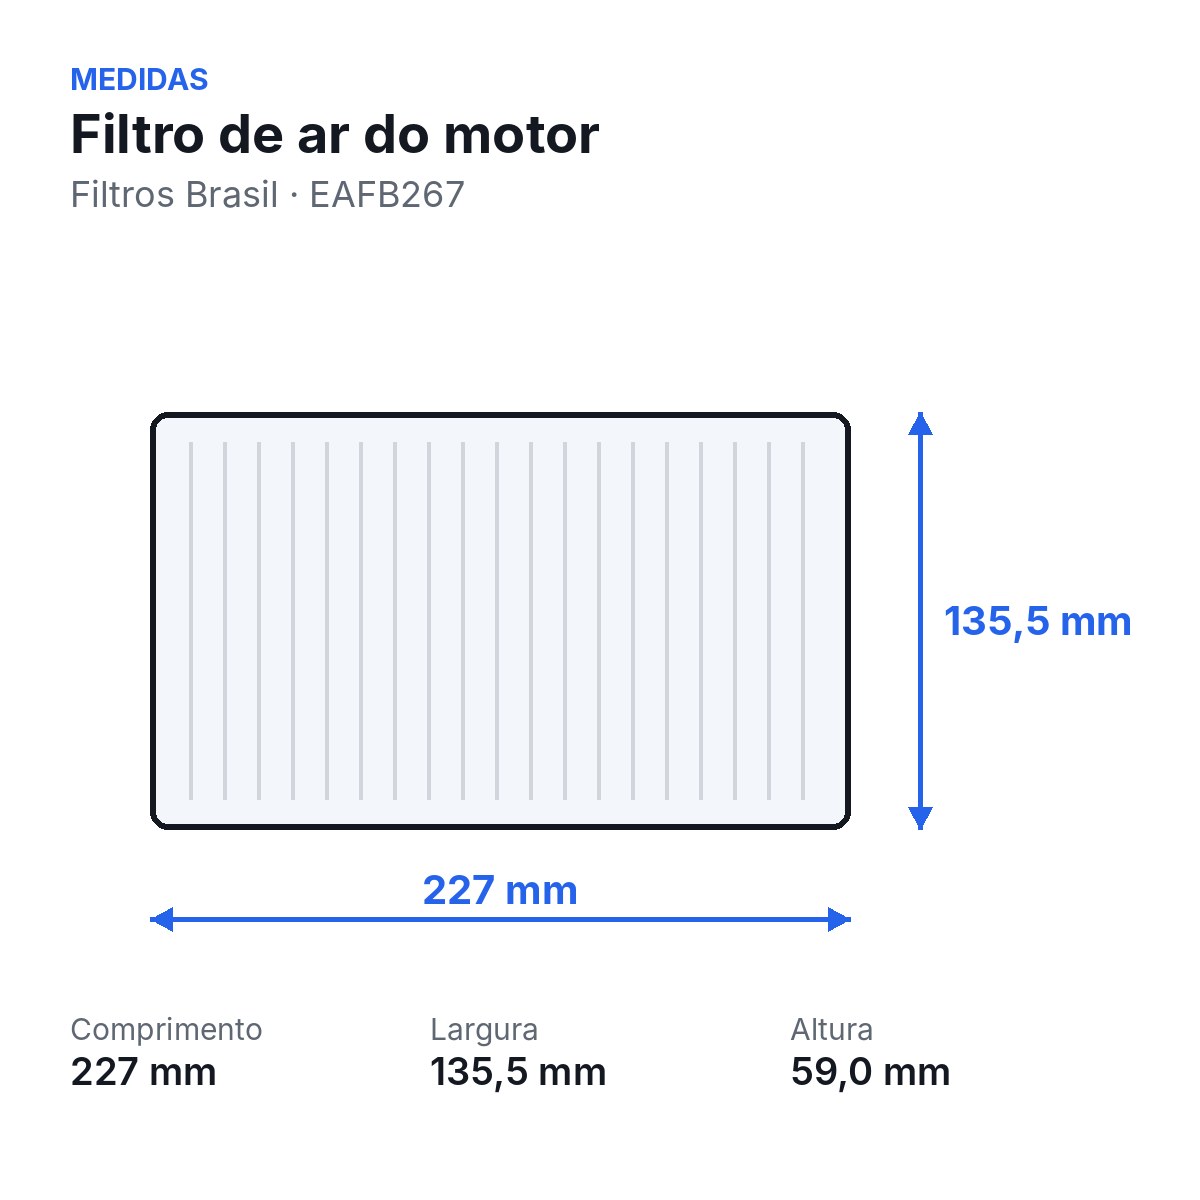 MEDIDAS
Filtro de ar do motor
Filtros Brasil · EAFB267
135,5 mm
227 mm
Comprimento
227 mm
Largura
135,5 mm
Altura
59,0 mm